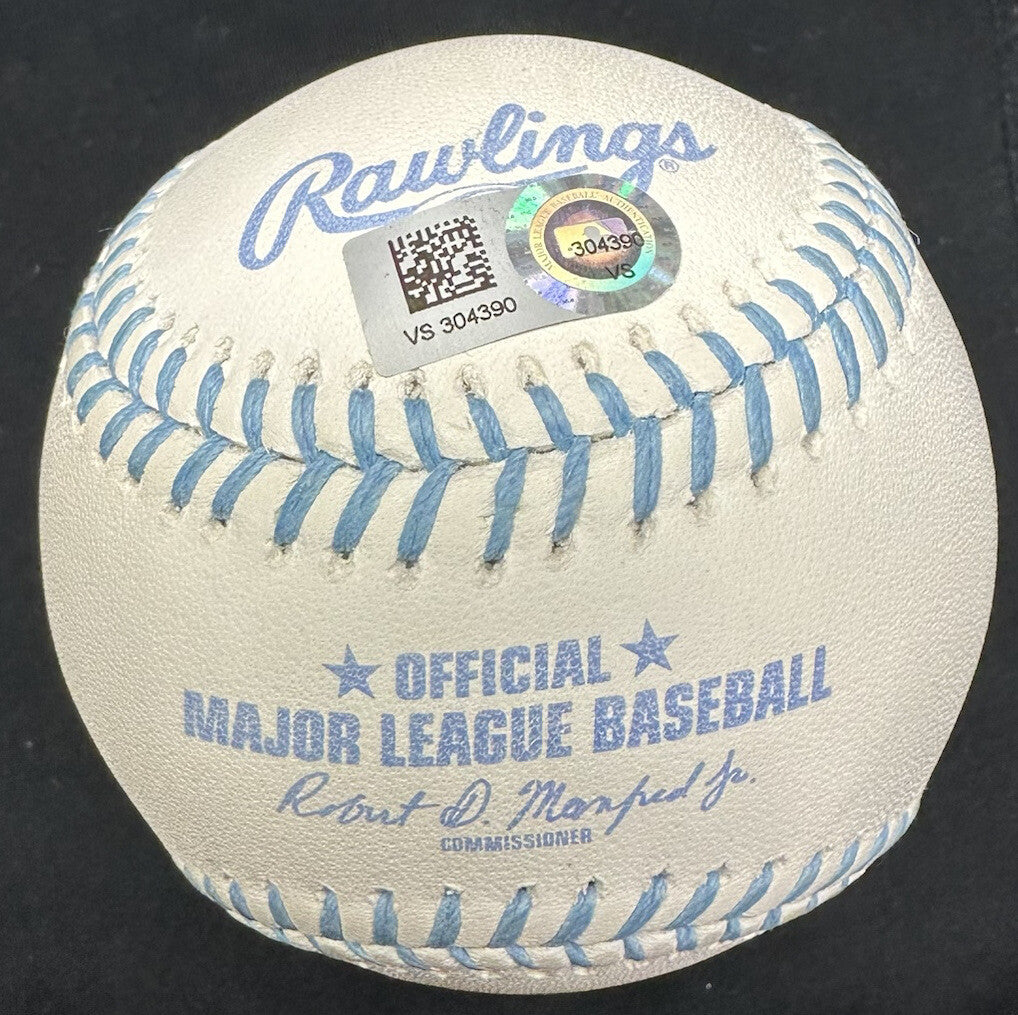 Rawlings®
304390
VS
VS 304390
★ OFFICIAL ★
MAJOR LEAGUE BASEBALL
Robert D. Manfred Jr.
COMMISSIONER